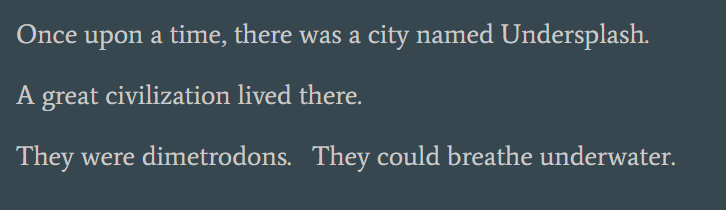 Once upon a time, there was a city named Undersplash.
A great civilization lived there.
They were dimetrodons.   They could breathe underwater.